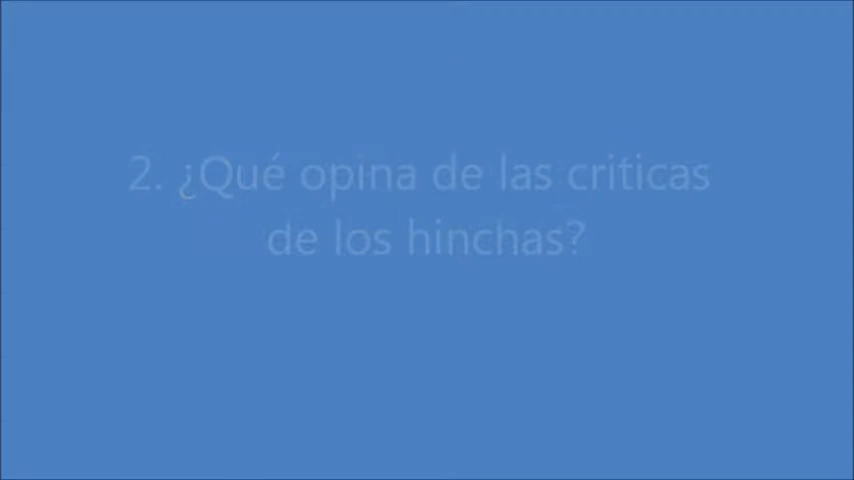 2. ¿Qué opina de las criticas
de los hinchas?